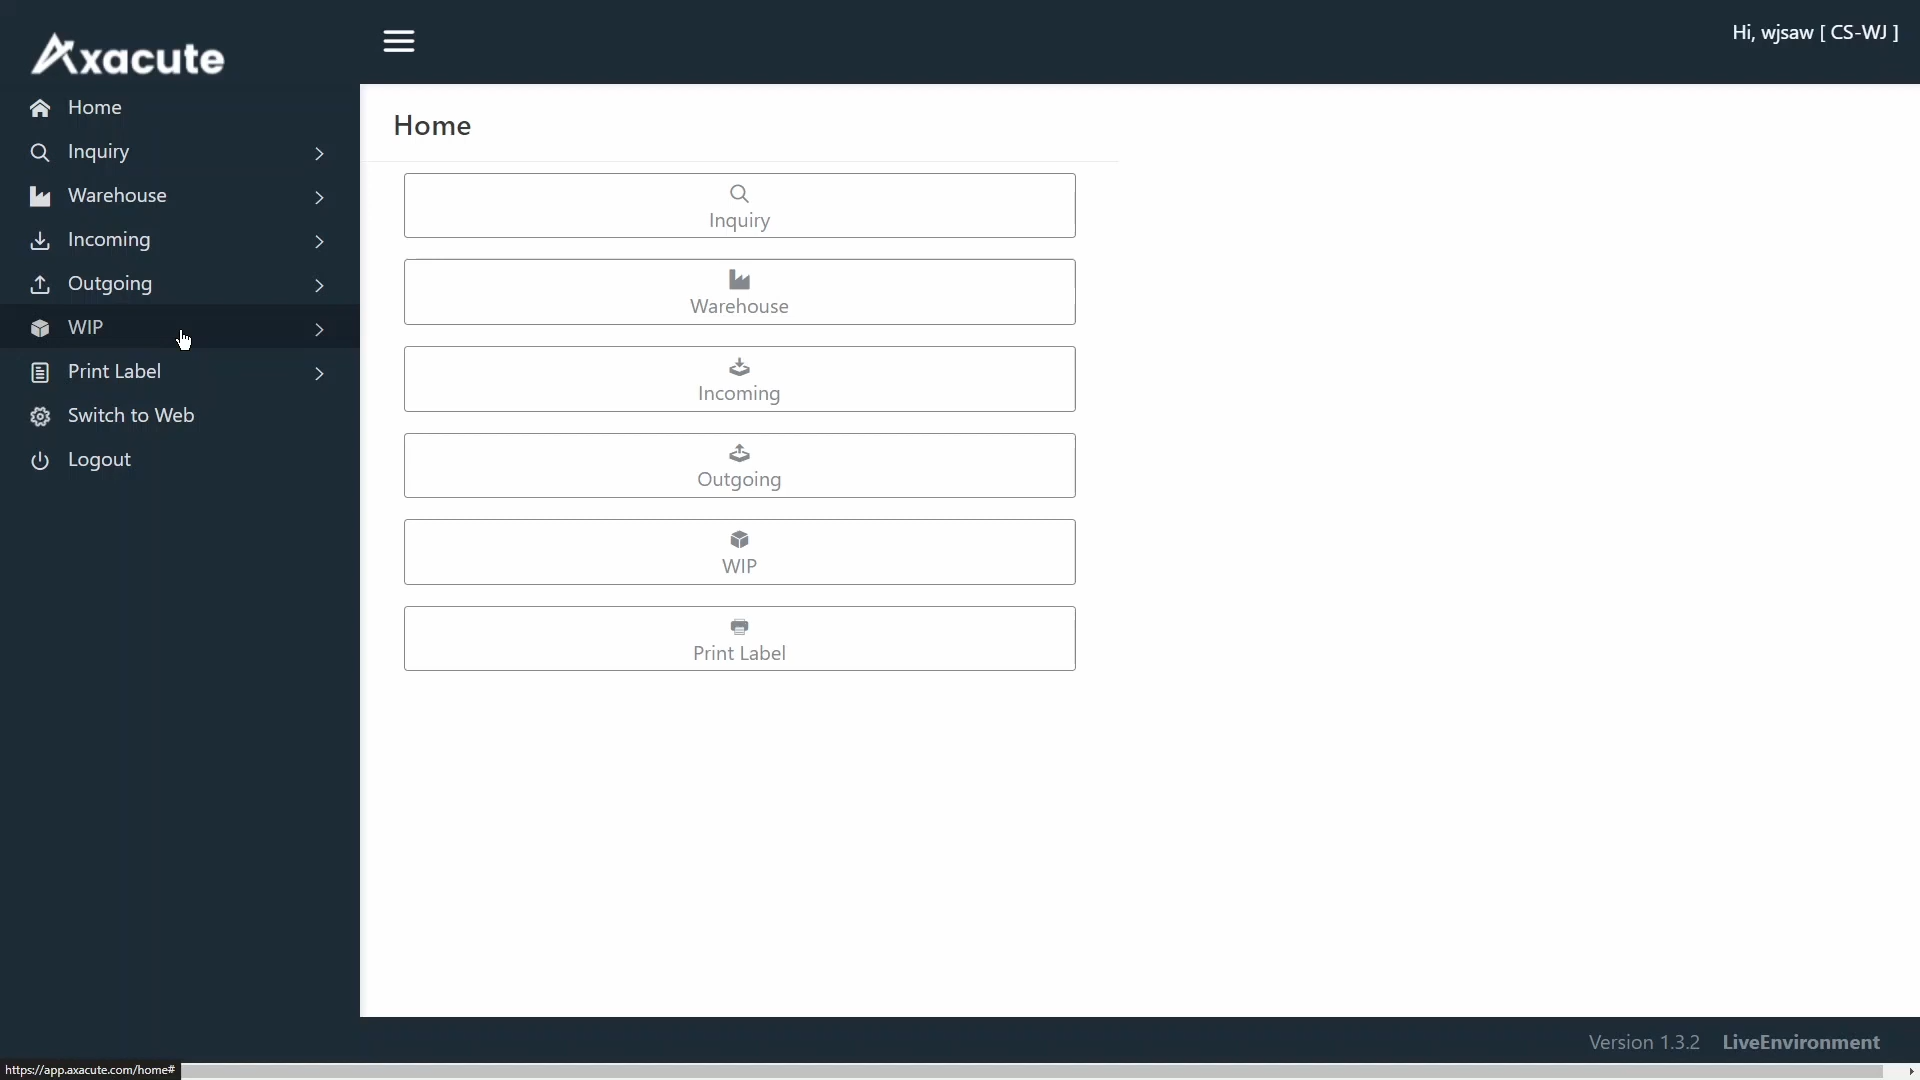 Axacute
Hi, wjsaw [ CS-WJ ]
Home
Inquiry
Warehouse
Incoming
Outgoing
WIP
Print Label
Switch to Web
Logout
Home
Inquiry
Warehouse
Incoming
Outgoing
WIP
Print Label
Version 1.3.2 LiveEnvironment
https://app.axacute.com/home#